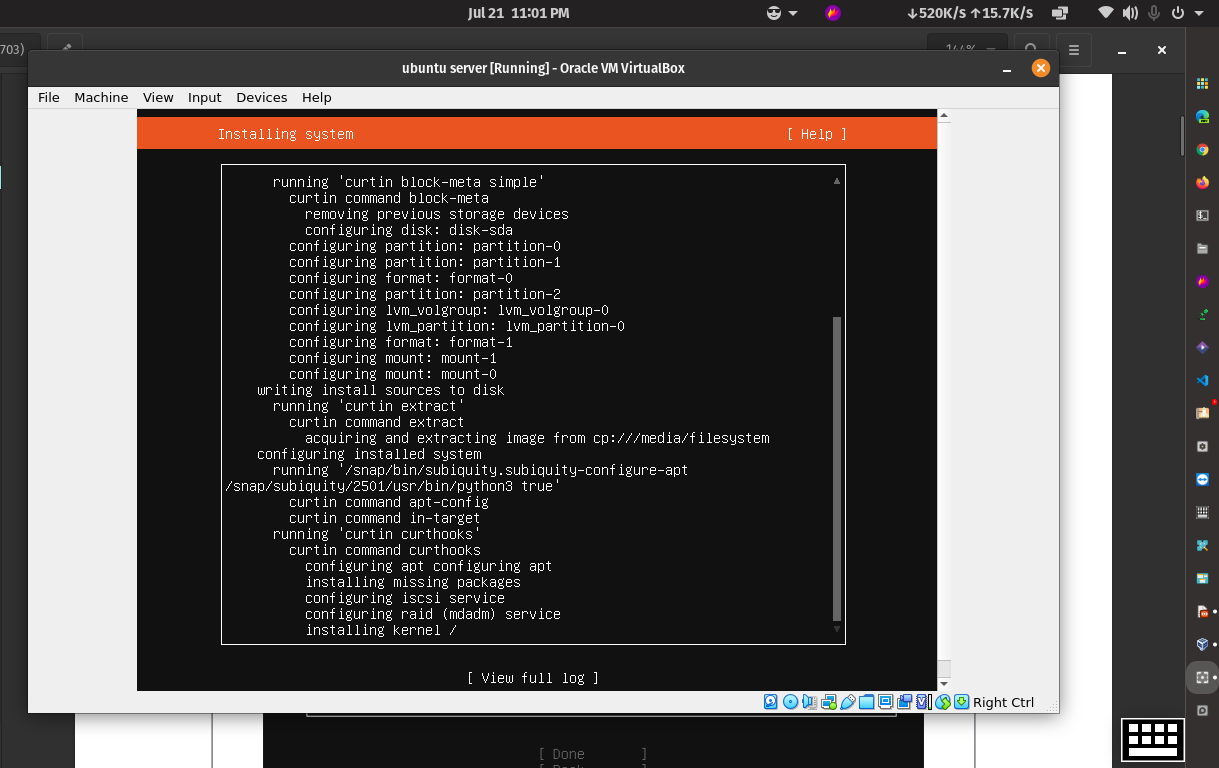 Jul 21 11:01 PM
↓520K/s ↑15.7K/s
703)
144%
ubuntu server [Running] - Oracle VM VirtualBox
File Machine View Input Devices Help
Installing system [ Help ]
running 'curtin block-meta simple'
curtin command block-meta
removing previous storage devices
configuring disk: disk-sda
configuring partition: partition-0
configuring partition: partition-1
configuring format: format-0
configuring partition: partition-2
configuring lvm_volgroup: lvm_volgroup-0
configuring lvm_partition: lvm_partition-0
configuring format: format-1
configuring mount: mount-1
configuring mount: mount-0
writing install sources to disk
running 'curtin extract'
curtin command extract
acquiring and extracting image from cp:///media/filesystem
configuring installed system
running '/snap/bin/subiquity.subiquity-configure-apt
/snap/subiquity/2501/usr/bin/python3 true'
curtin command apt-config
curtin command in-target
running 'curtin curthooks'
curtin command curthooks
configuring apt configuring apt
installing missing packages
configuring iscsi service
configuring raid (mdadm) service
installing kernel /
[ View full log ]
Right Ctrl
[ Done ]